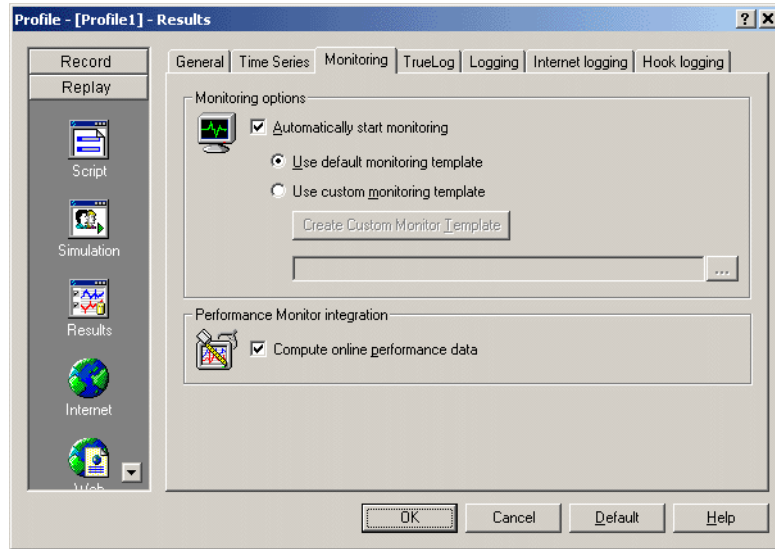 Profile - [Profile1] - Results
Record
Replay
Script
Simulation
Results
Internet
Web
General
Time Series
Monitoring
TrueLog
Logging
Internet logging
Hook logging
Monitoring options
Automatically start monitoring
Use default monitoring template
Use custom monitoring template
Create Custom Monitor Template
...
Performance Monitor integration
Compute online performance data
OK
Cancel
Default
Help